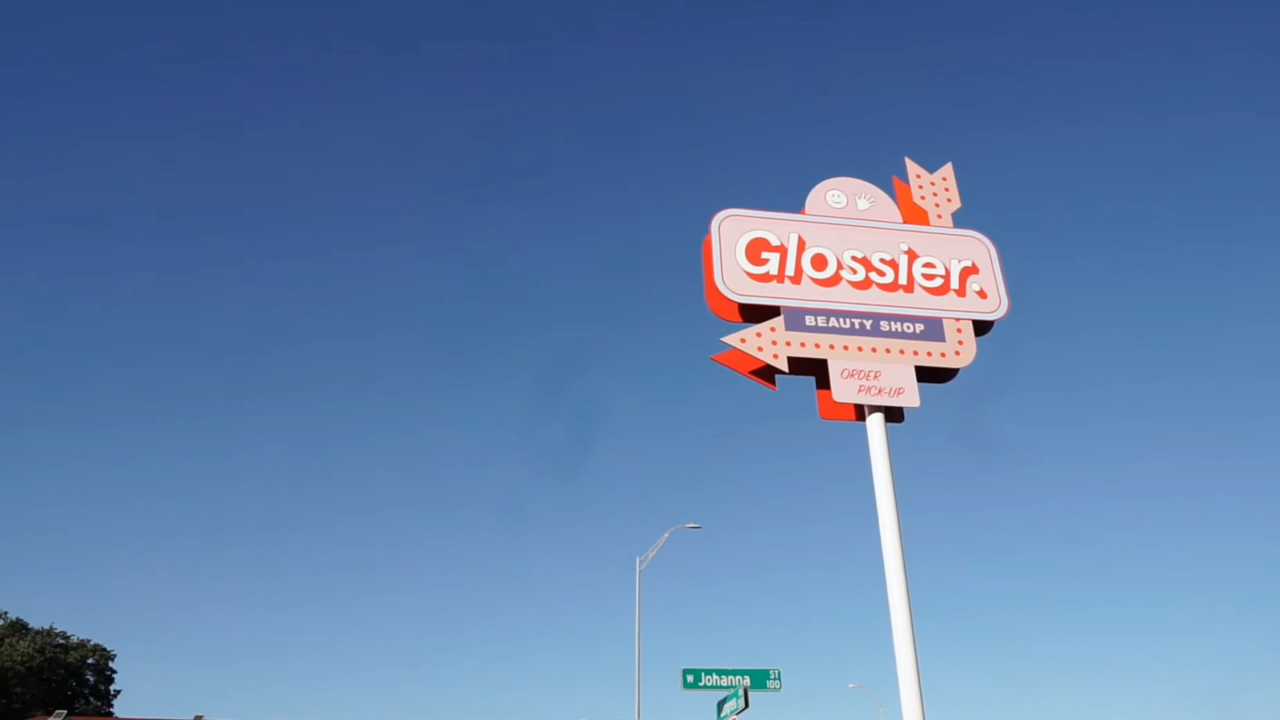 Glossier.
BEAUTY SHOP
ORDER
PICK-UP
W Johanna ST
100